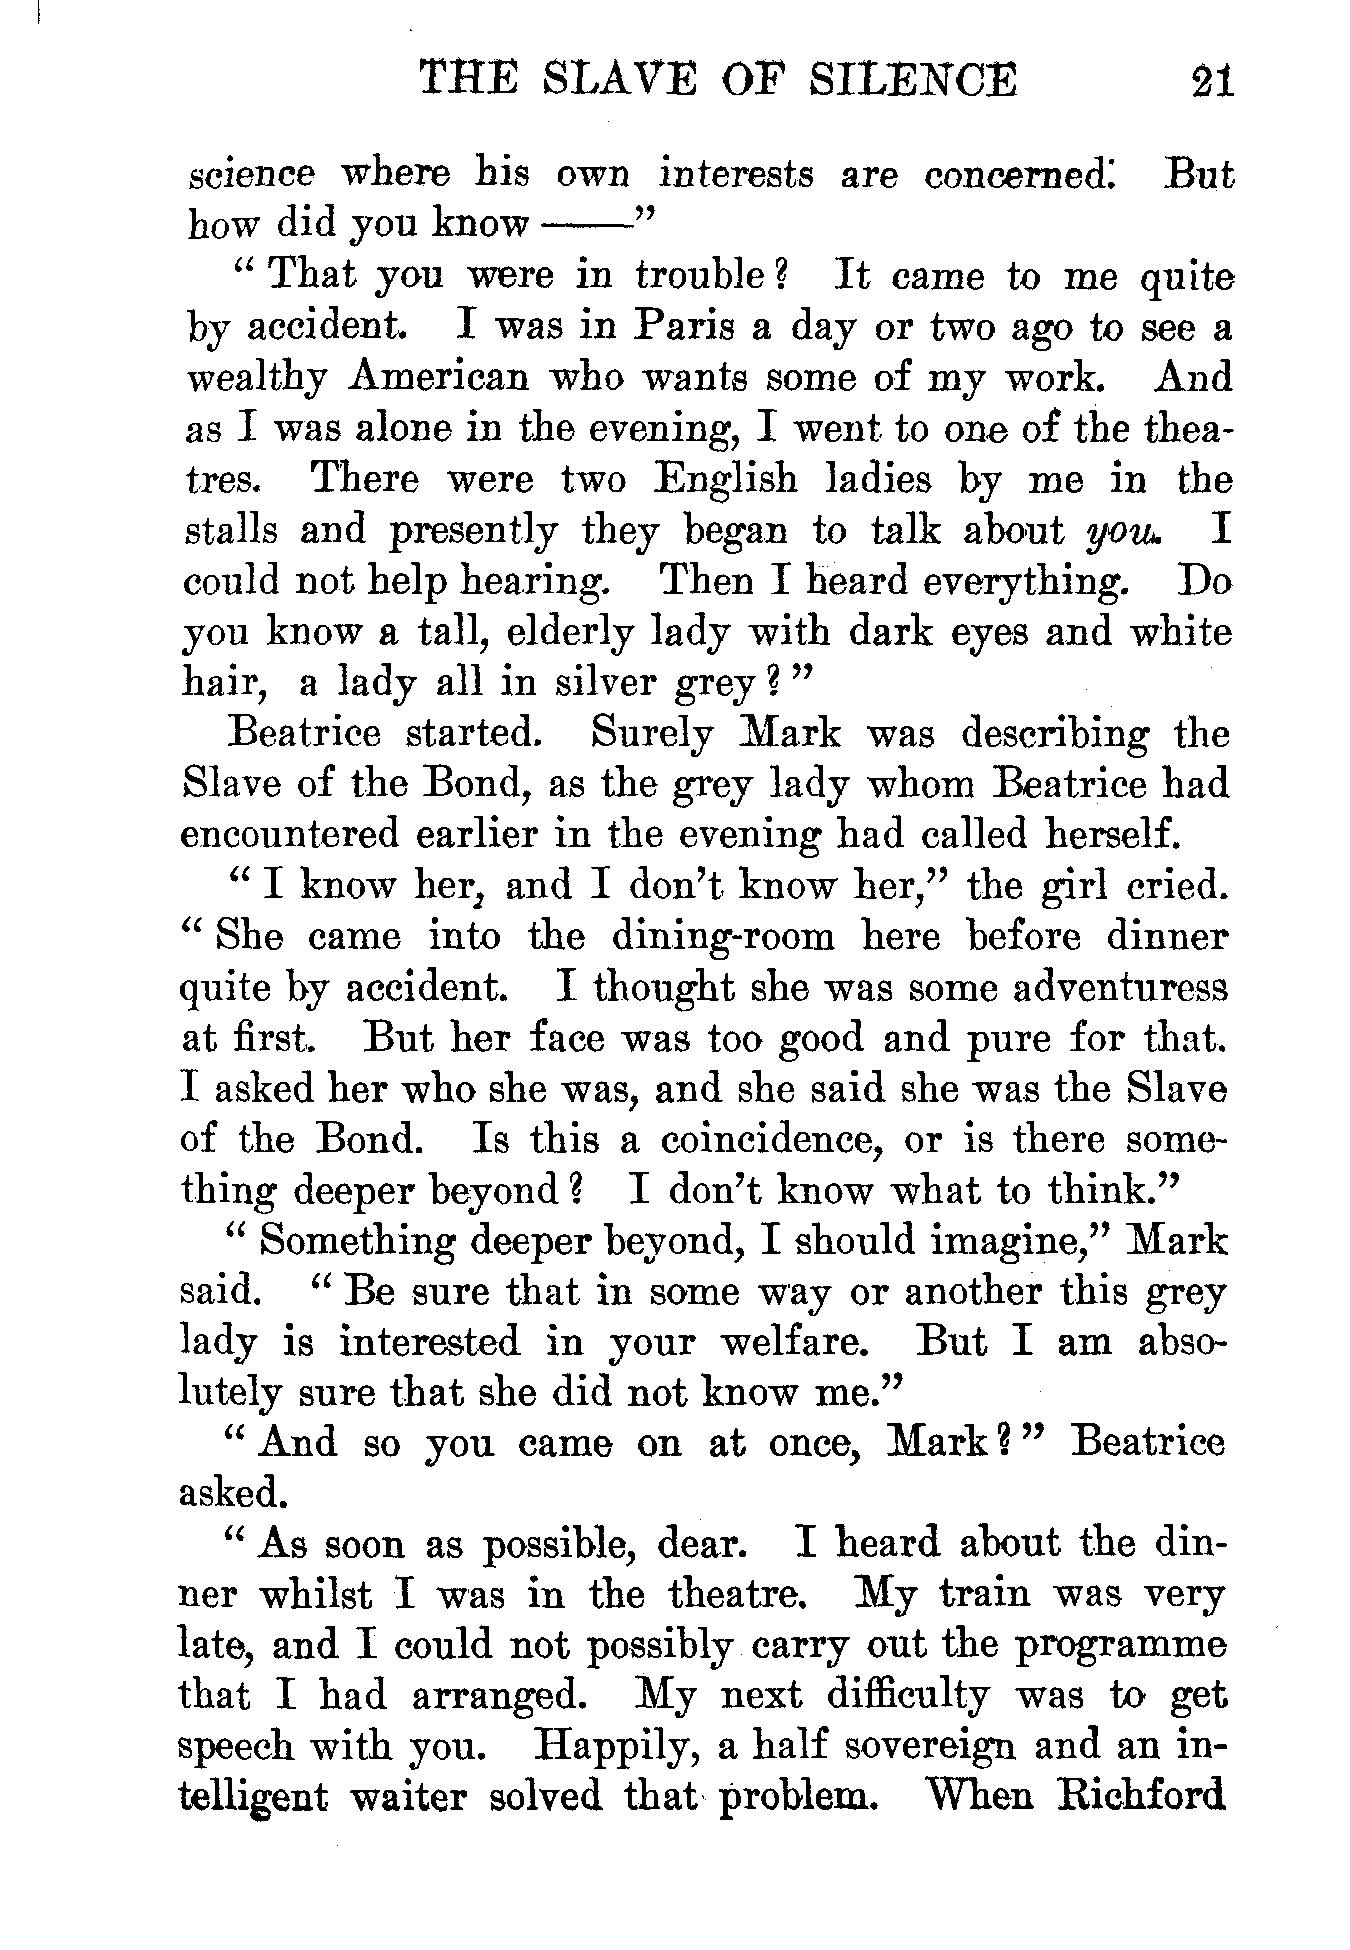 THE SLAVE OF SILENCE 21
science where his own interests are concerned. But
how did you know ——"
" That you were in trouble? It came to me quite
by accident. I was in Paris a day or two ago to see a
wealthy American who wants some of my work. And
as I was alone in the evening, I went to one of the thea-
tres. There were two English ladies by me in the
stalls and presently they began to talk about you. I
could not help hearing. Then I heard everything. Do
you know a tall, elderly lady with dark eyes and white
hair, a lady all in silver grey?"
Beatrice started. Surely Mark was describing the
Slave of the Bond, as the grey lady whom Beatrice had
encountered earlier in the evening had called herself.
" I know her, and I don't know her," the girl cried.
" She came into the dining-room here before dinner
quite by accident. I thought she was some adventuress
at first. But her face was too good and pure for that.
I asked her who she was, and she said she was the Slave
of the Bond. Is this a coincidence, or is there some-
thing deeper beyond? I don't know what to think."
" Something deeper beyond, I should imagine," Mark
said. " Be sure that in some way or another this grey
lady is interested in your welfare. But I am abso-
lutely sure that she did not know me."
" And so you came on at once, Mark?" Beatrice
asked.
" As soon as possible, dear. I heard about the din-
ner whilst I was in the theatre. My train was very
late, and I could not possibly carry out the programme
that I had arranged. My next difficulty was to get
speech with you. Happily, a half sovereign and an in-
telligent waiter solved that problem. When Richford